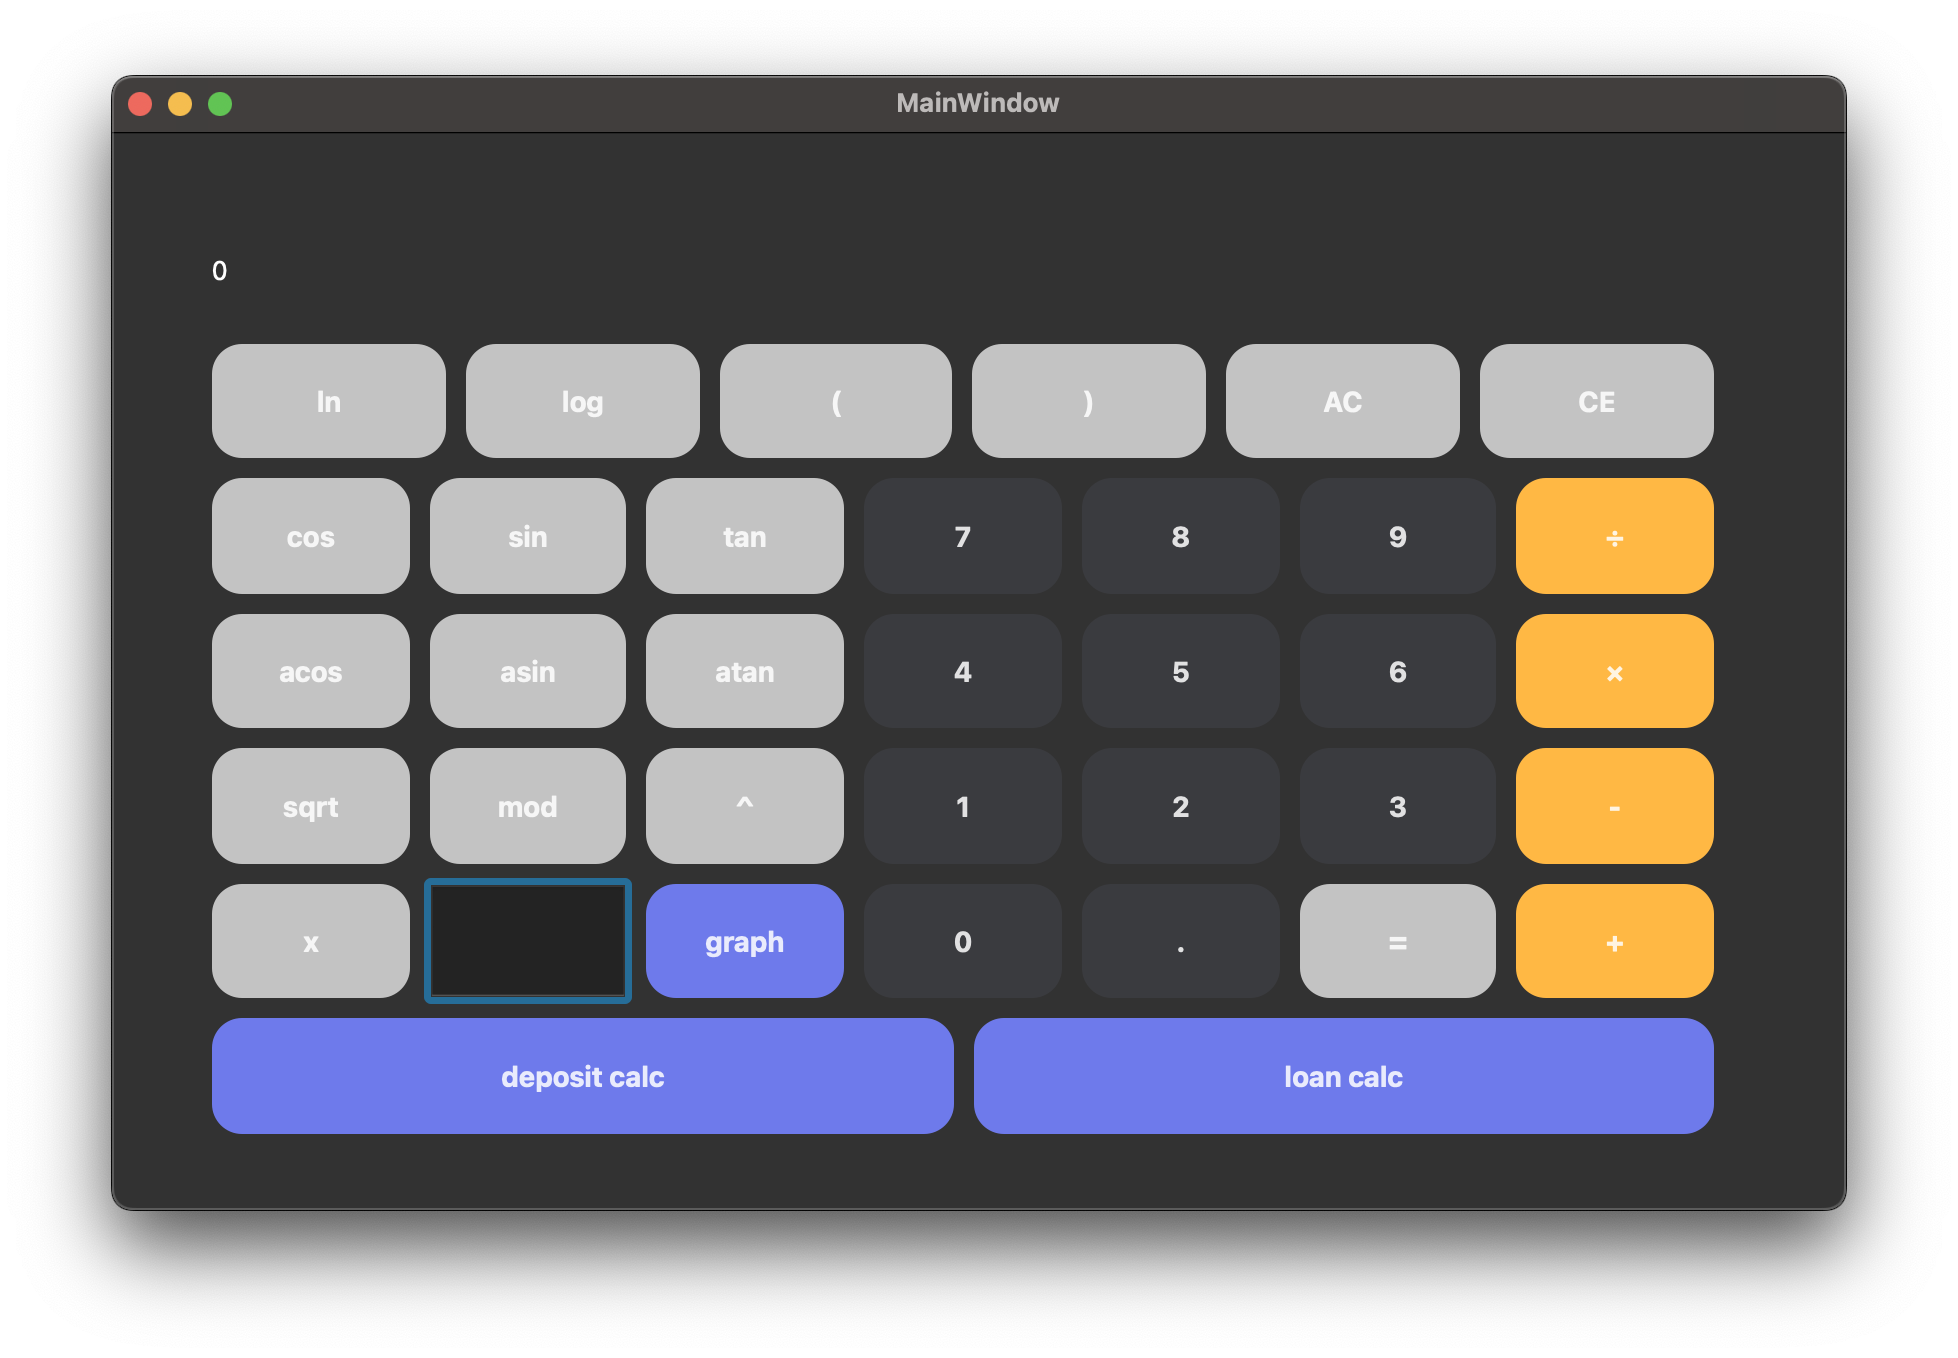 MainWindow
0
ln log ( ) AC CE
cos sin tan 7 8 9 ÷
acos asin atan 4 5 6 ×
sqrt mod ^ 1 2 3 -
x graph 0 . = +
deposit calc loan calc